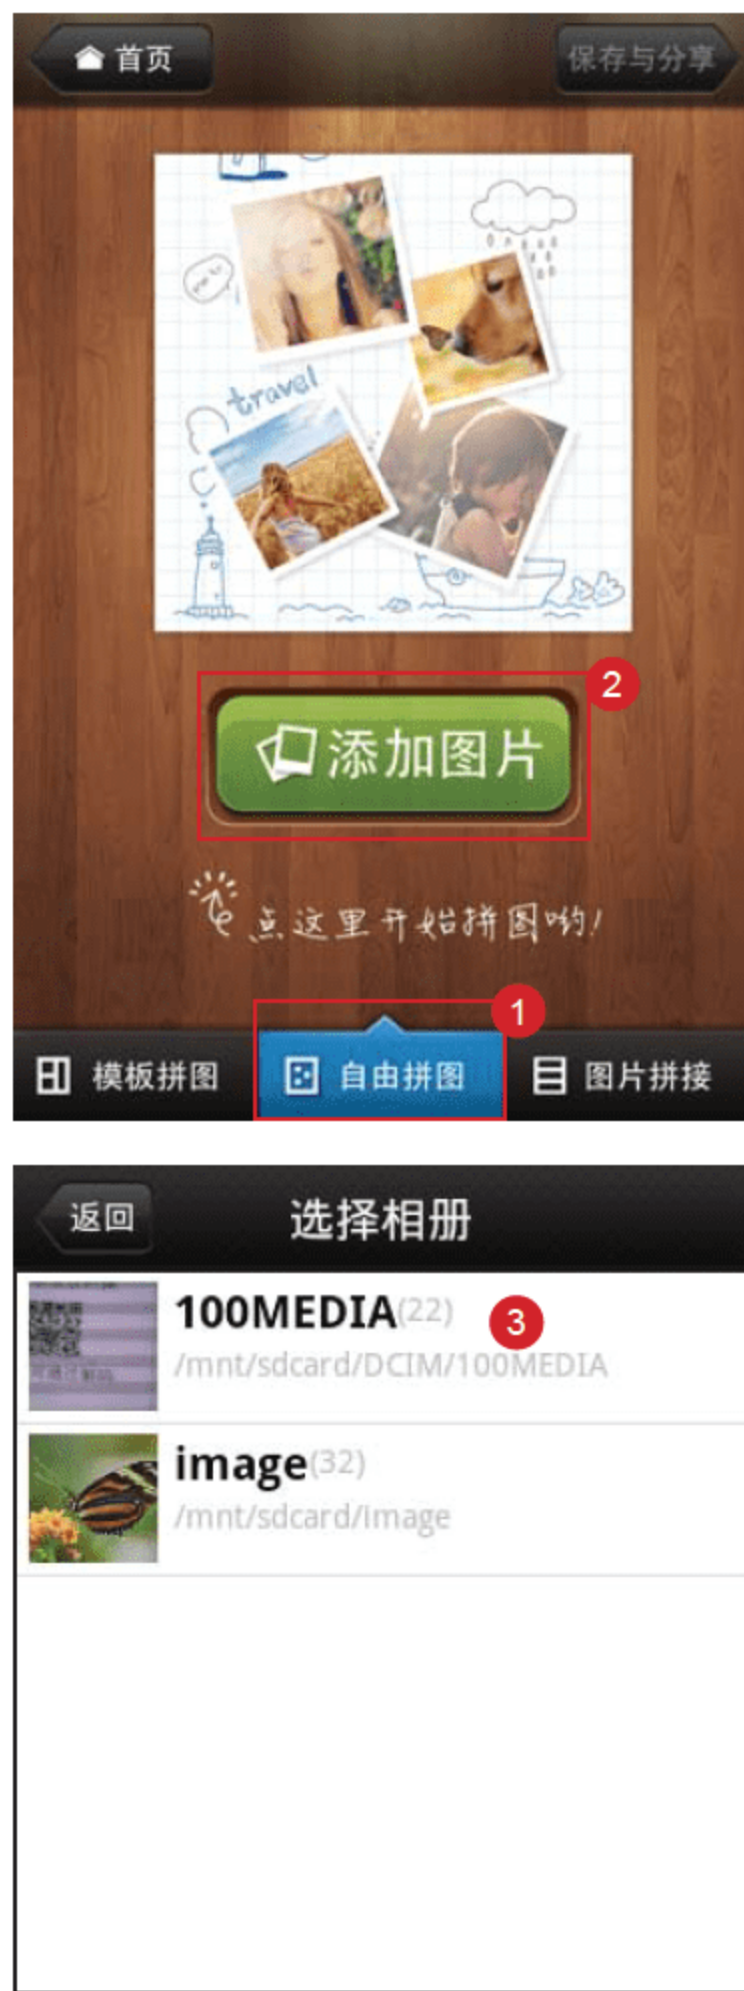 首页
保存与分享
travel
添加图片
2
点这里开始拼图哟!
1
模板拼图
自由拼图
图片拼接
返回
选择相册
100MEDIA(22)
3
/mnt/sdcard/DCIM/100MEDIA
image(32)
/mnt/sdcard/image